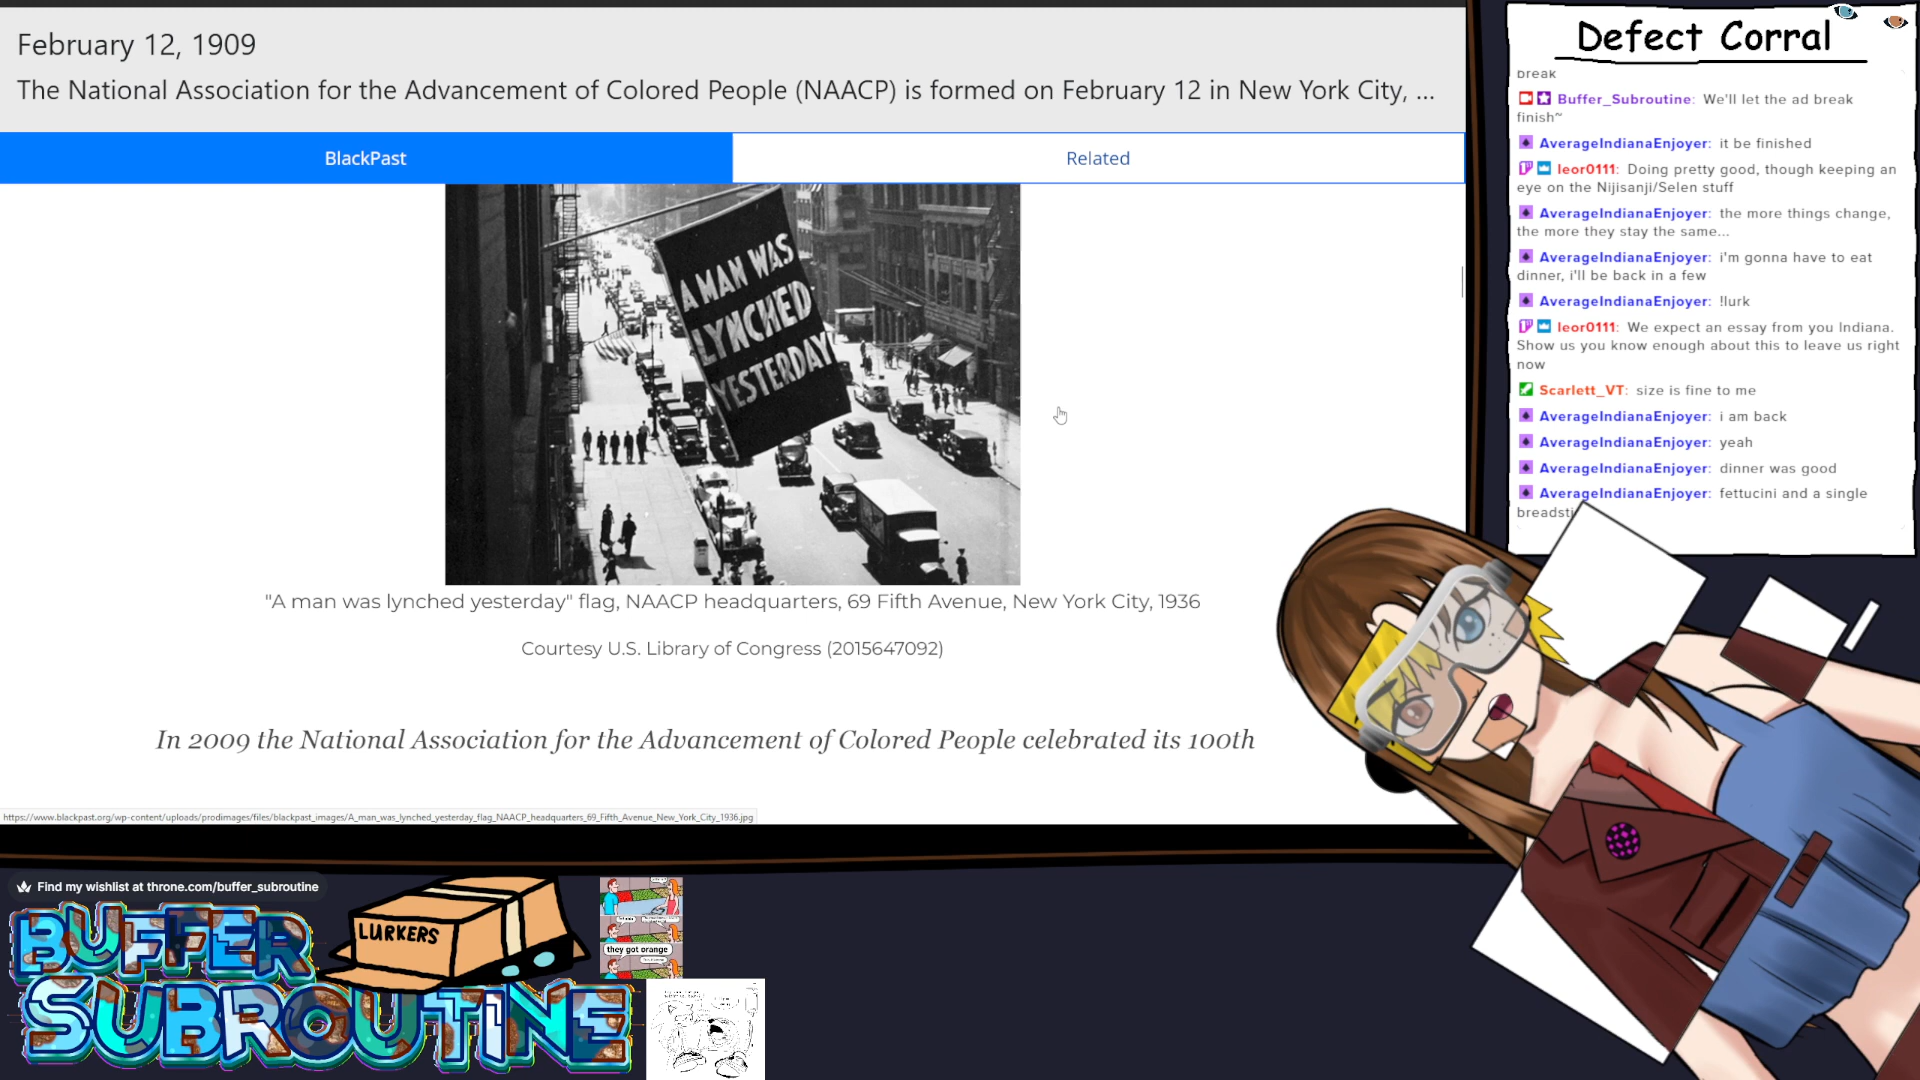 February 12, 1909
The National Association for the Advancement of Colored People (NAACP) is formed on February 12 in New York City, ...
BlackPast
Related
A MAN WAS
LYNCHED
YESTERDAY
"A man was lynched yesterday" flag, NAACP headquarters, 69 Fifth Avenue, New York City, 1936
Courtesy U.S. Library of Congress (2015647092)
In 2009 the National Association for the Advancement of Colored People celebrated its 100th
https://www.blackpast.org/wp-content/uploads/prodimages/files/blackpast_images/A_man_was_lynched_yesterday_flag_NAACP_headquarters_69_Fifth_Avenue_New_York_City_1936.jpg
Defect Corral
break
Buffer_Subroutine: We'll let the ad break
finish~
AverageIndianaEnjoyer: it be finished
leor0111: Doing pretty good, though keeping an
eye on the Nijisanji/Selen stuff
AverageIndianaEnjoyer: the more things change,
the more they stay the same...
AverageIndianaEnjoyer: i'm gonna have to eat
dinner, i'll be back in a few
AverageIndianaEnjoyer: !lurk
leor0111: We expect an essay from you Indiana.
Show us you know enough about this to leave us right
now
Scarlett_VT: size is fine to me
AverageIndianaEnjoyer: i am back
AverageIndianaEnjoyer: yeah
AverageIndianaEnjoyer: dinner was good
AverageIndianaEnjoyer: fettucini and a single
breadsti
Find my wishlist at throne.com/buffer_subroutine
BUFFER
SUBROUTINE
LURKERS
they got orange